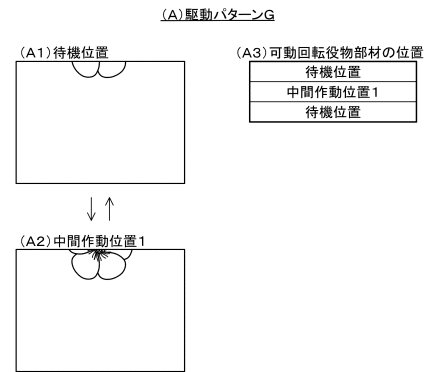 (A)駆動パターンG
(A1)待機位置
(A3)可動回転役物部材の位置
待機位置
中間作動位置1
待機位置
(A2)中間作動位置1